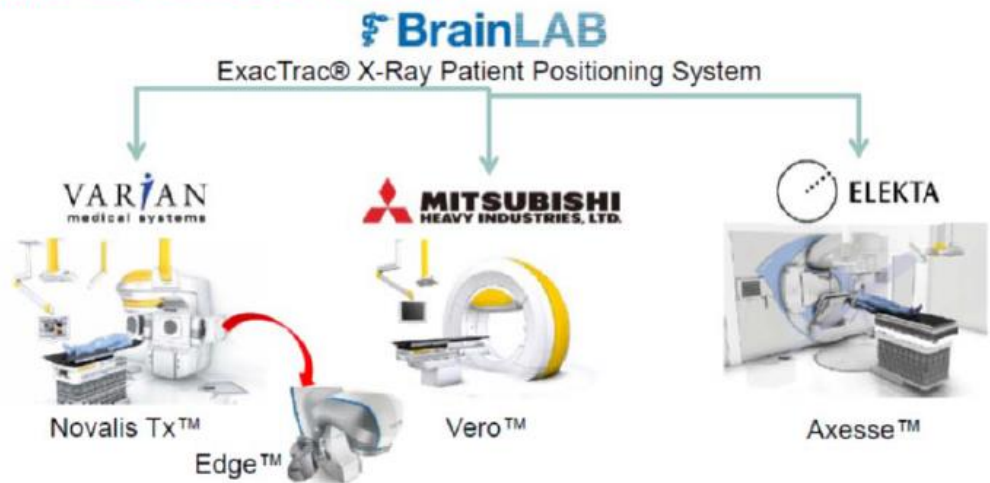 BrainLAB
ExacTrac® X-Ray Patient Positioning System
VARIAN
medical systems
MITSUBISHI
HEAVY INDUSTRIES, LTD.
ELEKTA
Novalis Tx™
Edge™
Vero™
Axesse™